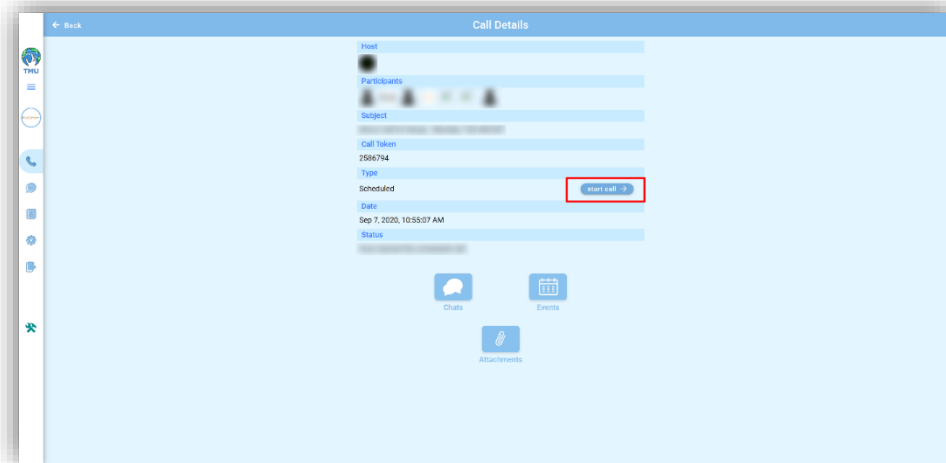 ← Back
Call Details
TMU
Host
Participants
Subject
Call Token
2586794
Type
Scheduled
start call →
Date
Sep 7, 2020, 10:55:07 AM
Status
Chats
Events
Attachments